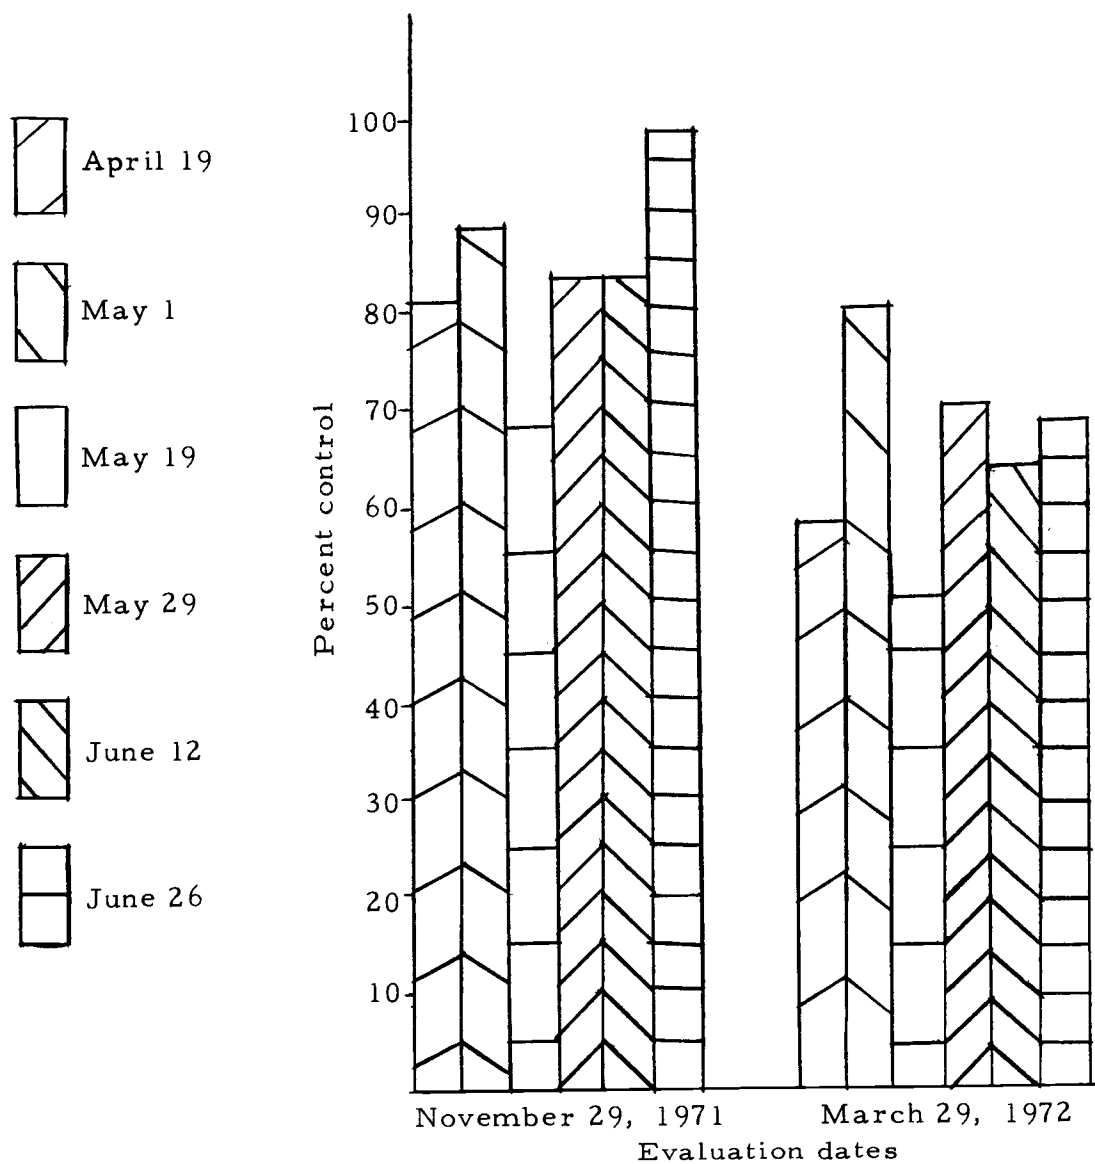 April 19
May 1
May 19
May 29
June 12
June 26
Percent control
100
90
80
70
60
50
40
30
20
10
November 29, 1971
March 29, 1972
Evaluation dates